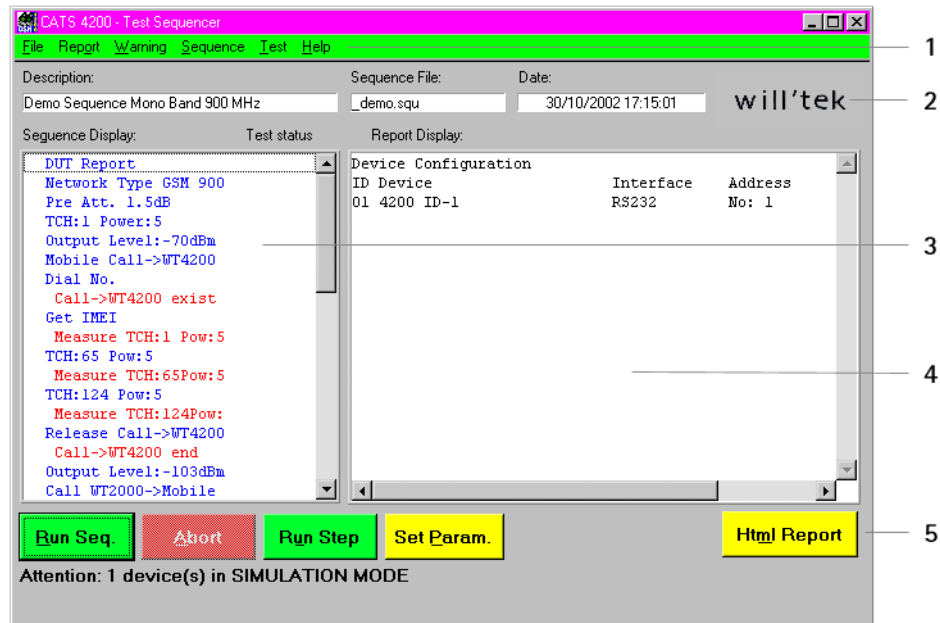 CATS 4200 - Test Sequencer
File Report Warning Sequence Test Help
1
Description:
Sequence File:
Date:
Demo Sequence Mono Band 900 MHz
_demo.squ
30/10/2002 17:15:01
will'tek
2
Sequence Display:
Test status
Report Display:
DUT Report
Network Type GSM 900
Pre Att. 1.5dB
TCH:1 Power:5
Output Level:-70dBm
Mobile Call->WT4200
Dial No.
Call->WT4200 exist
Get IMEI
Measure TCH:1 Pow:5
TCH:65 Pow:5
Measure TCH:65Pow:5
TCH:124 Pow:5
Measure TCH:124Pow:
Release Call->WT4200
Call->WT4200 end
Output Level:-103dBm
Call WT2000->Mobile
3
Device Configuration
ID Device Interface Address
01 4200 ID-1 RS232 No: 1
4
Run Seq.
Abort
Run Step
Set Param.
Html Report
5
Attention: 1 device(s) in SIMULATION MODE